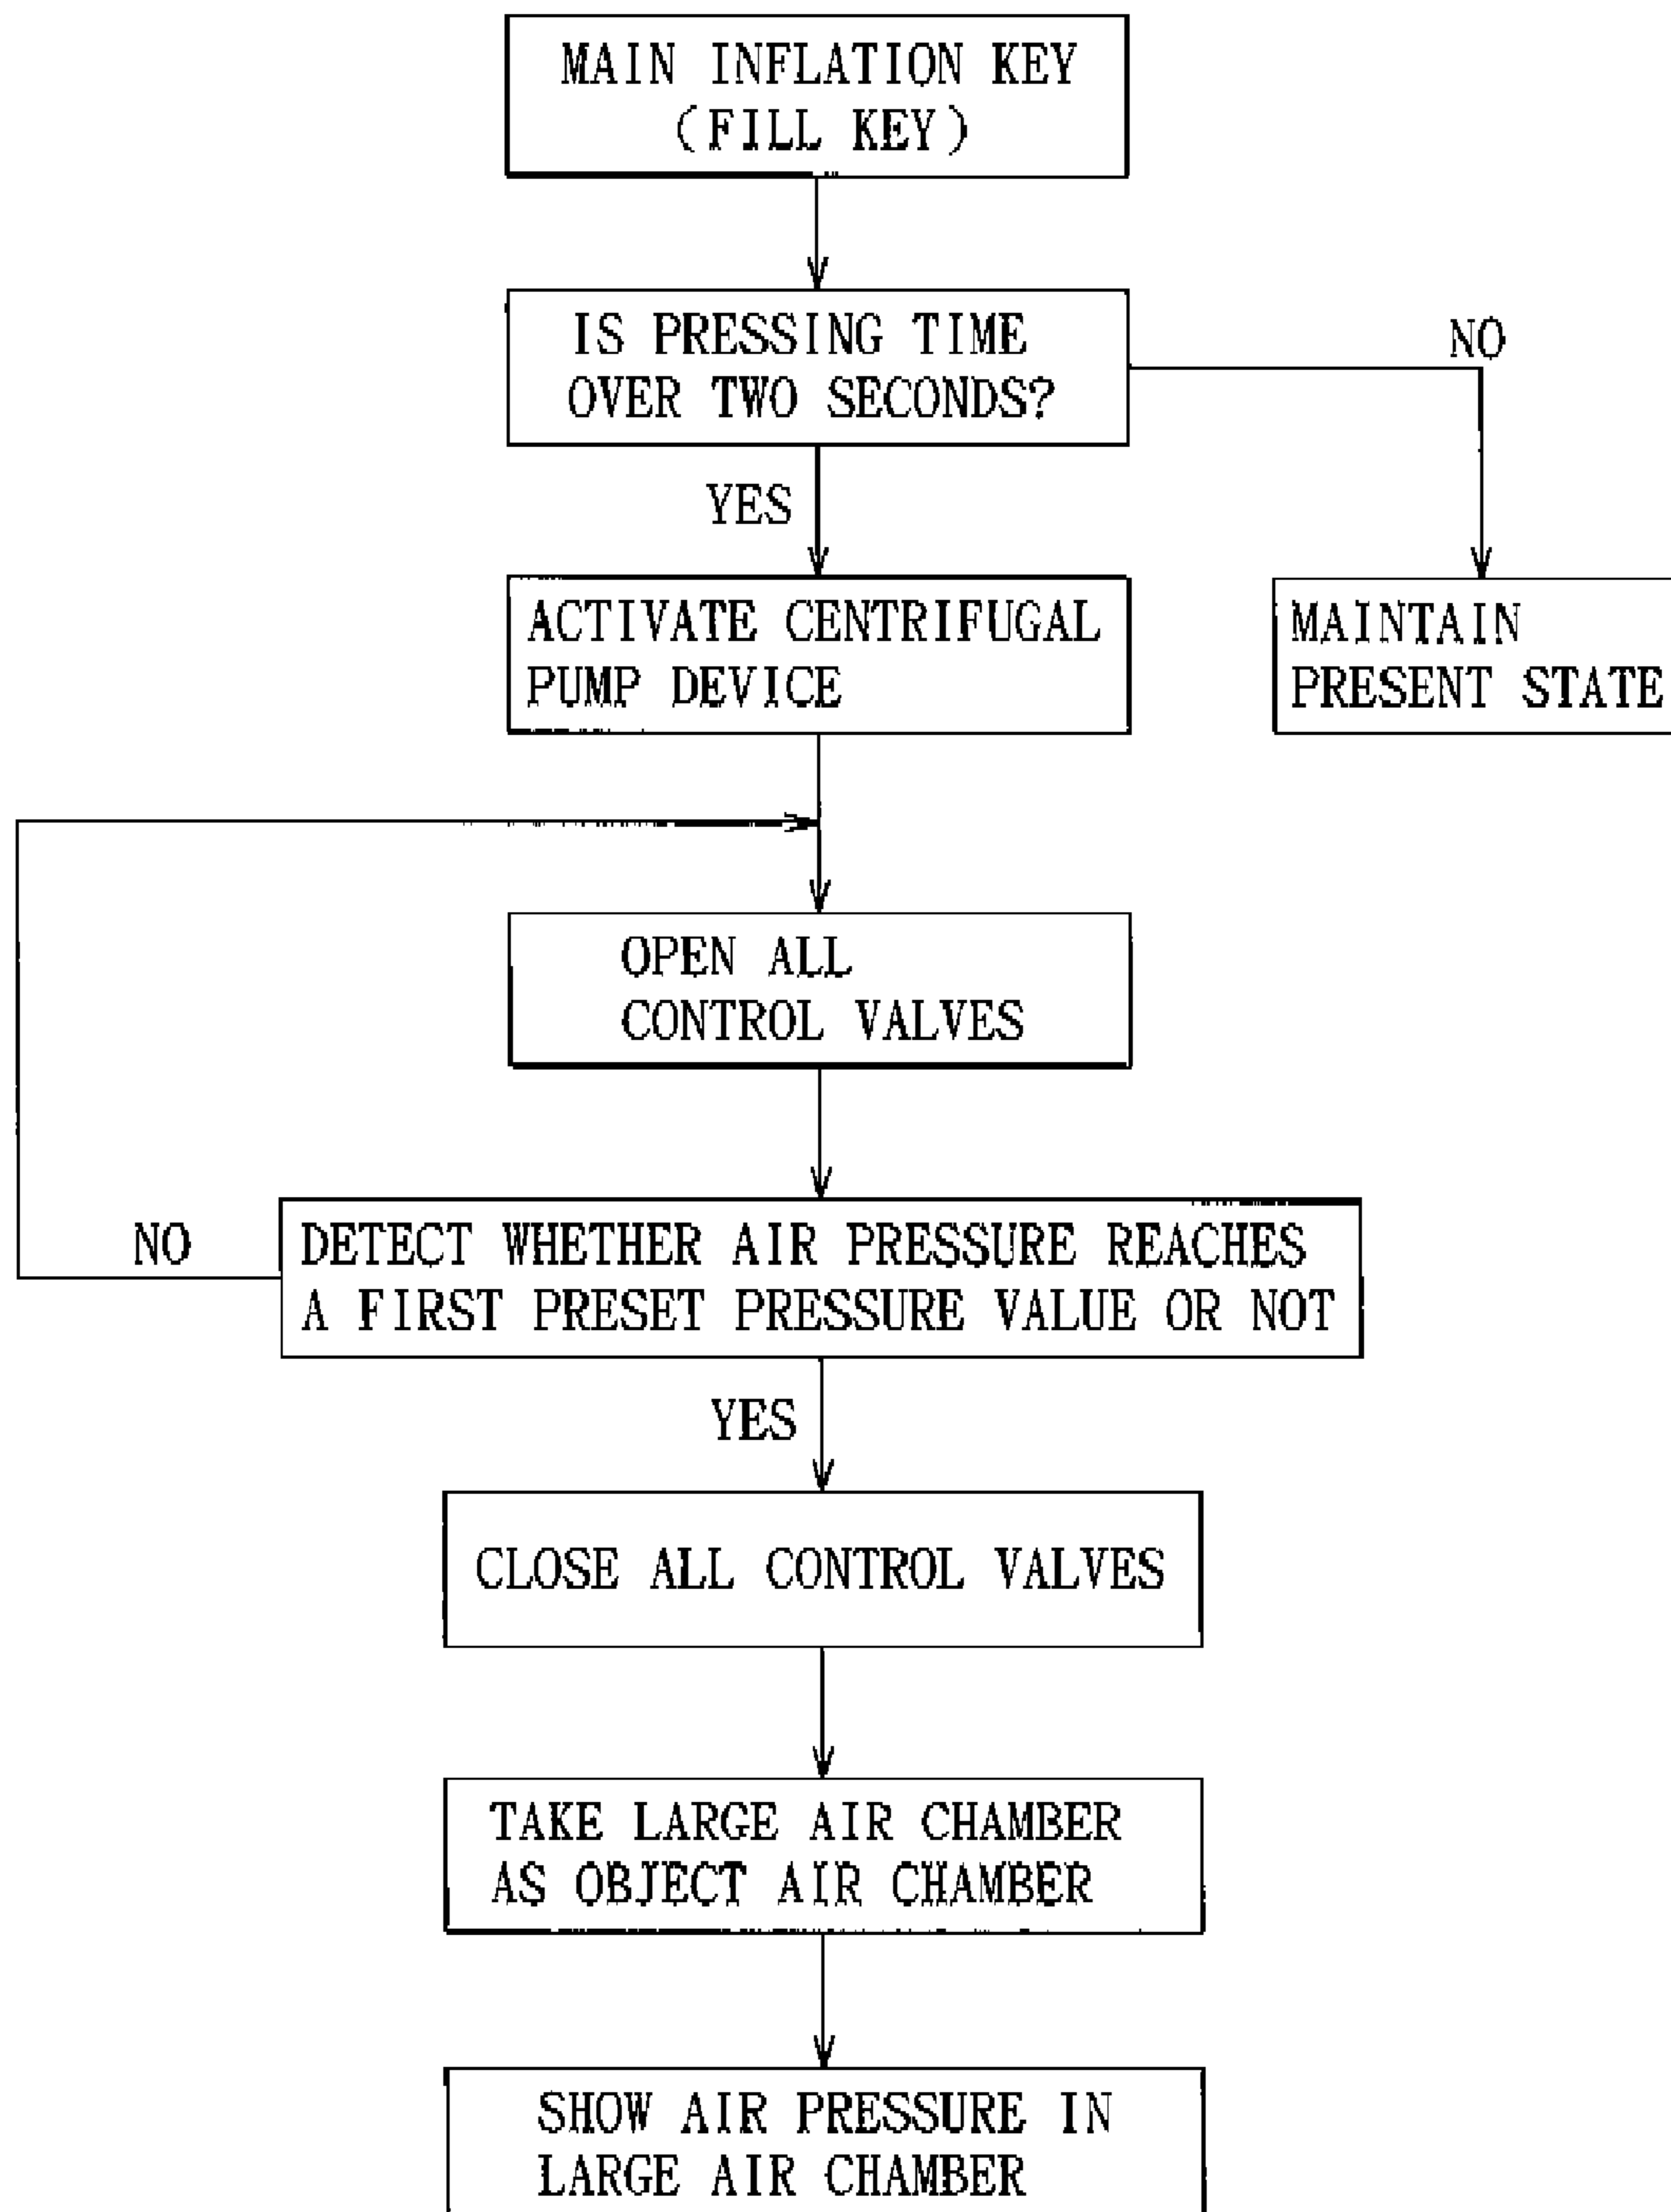 MAIN INFLATION KEY
(FILL KEY)
IS PRESSING TIME
OVER TWO SECONDS?
NO
YES
ACTIVATE CENTRIFUGAL
PUMP DEVICE
MAINTAIN
PRESENT STATE
OPEN ALL
CONTROL VALVES
NO
DETECT WHETHER AIR PRESSURE REACHES
A FIRST PRESET PRESSURE VALUE OR NOT
YES
CLOSE ALL CONTROL VALVES
TAKE LARGE AIR CHAMBER
AS OBJECT AIR CHAMBER
SHOW AIR PRESSURE IN
LARGE AIR CHAMBER